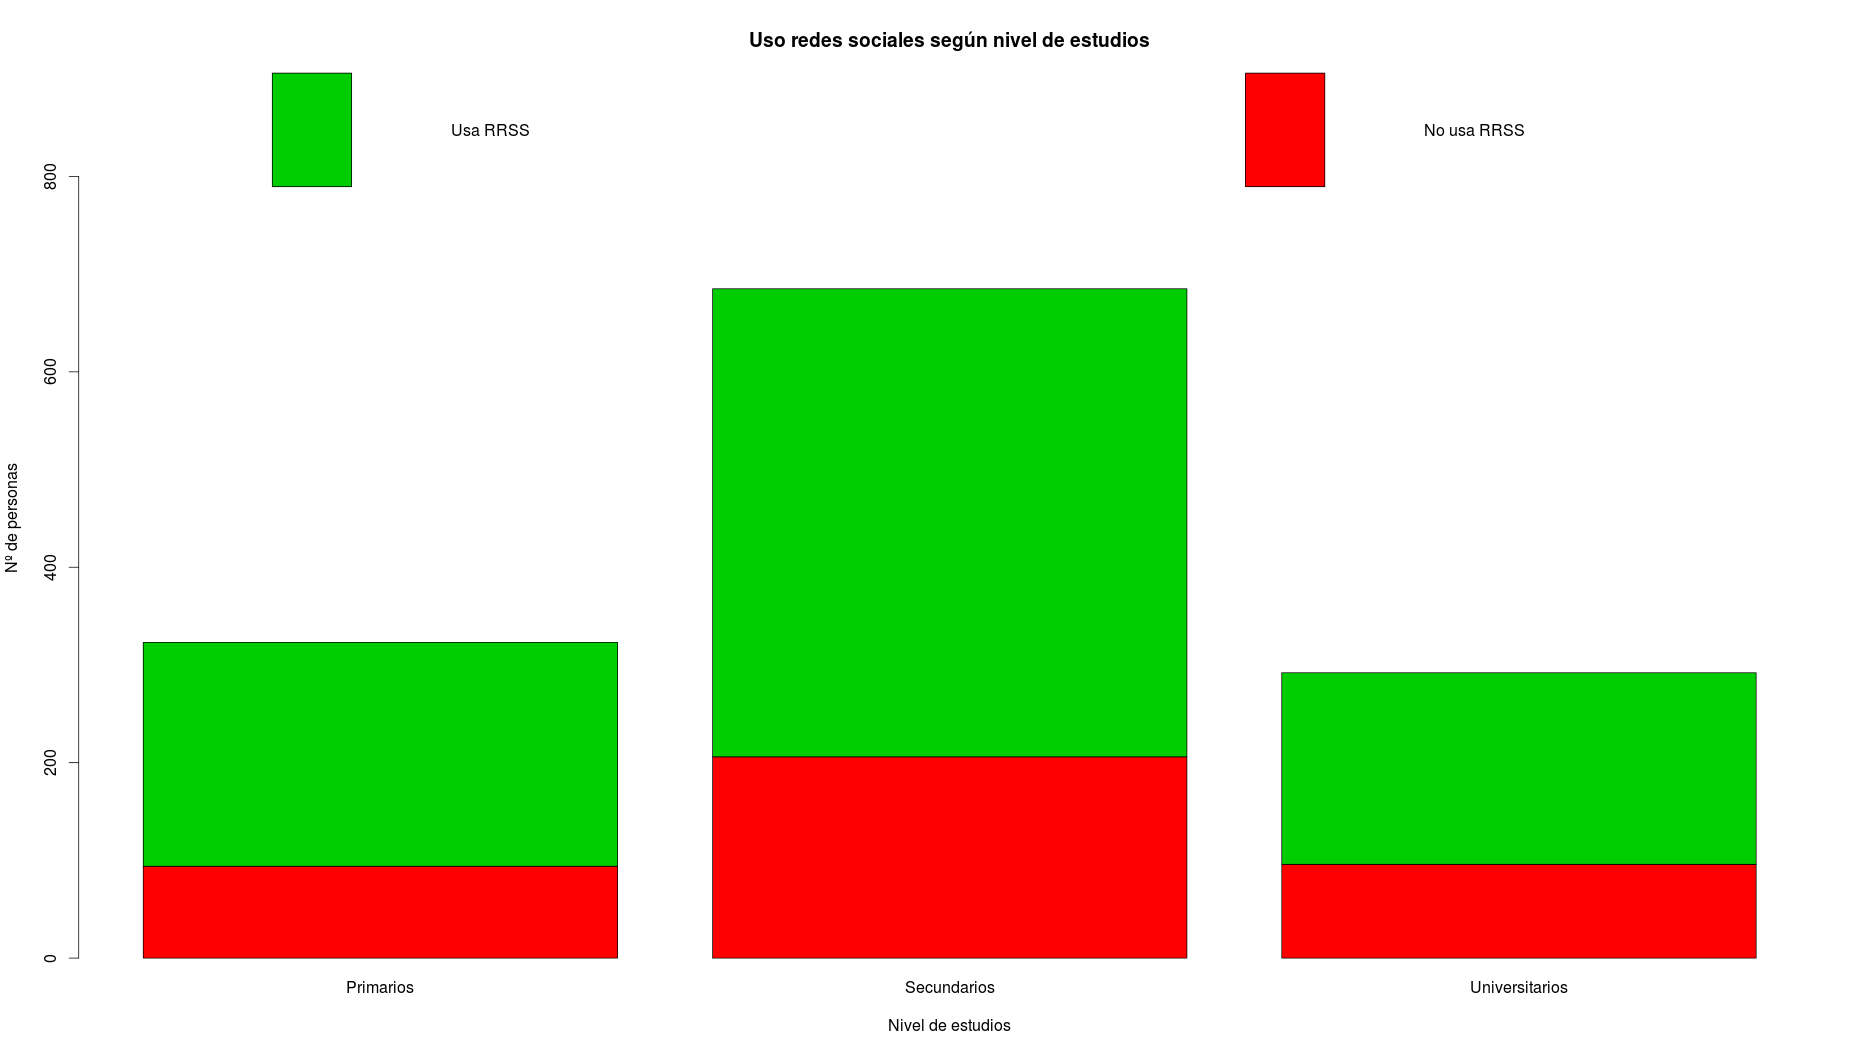 Uso redes sociales según nivel de estudios
Usa RRSS
No usa RRSS
800
600
400
200
0
Nº de personas
Primarios
Secundarios
Universitarios
Nivel de estudios